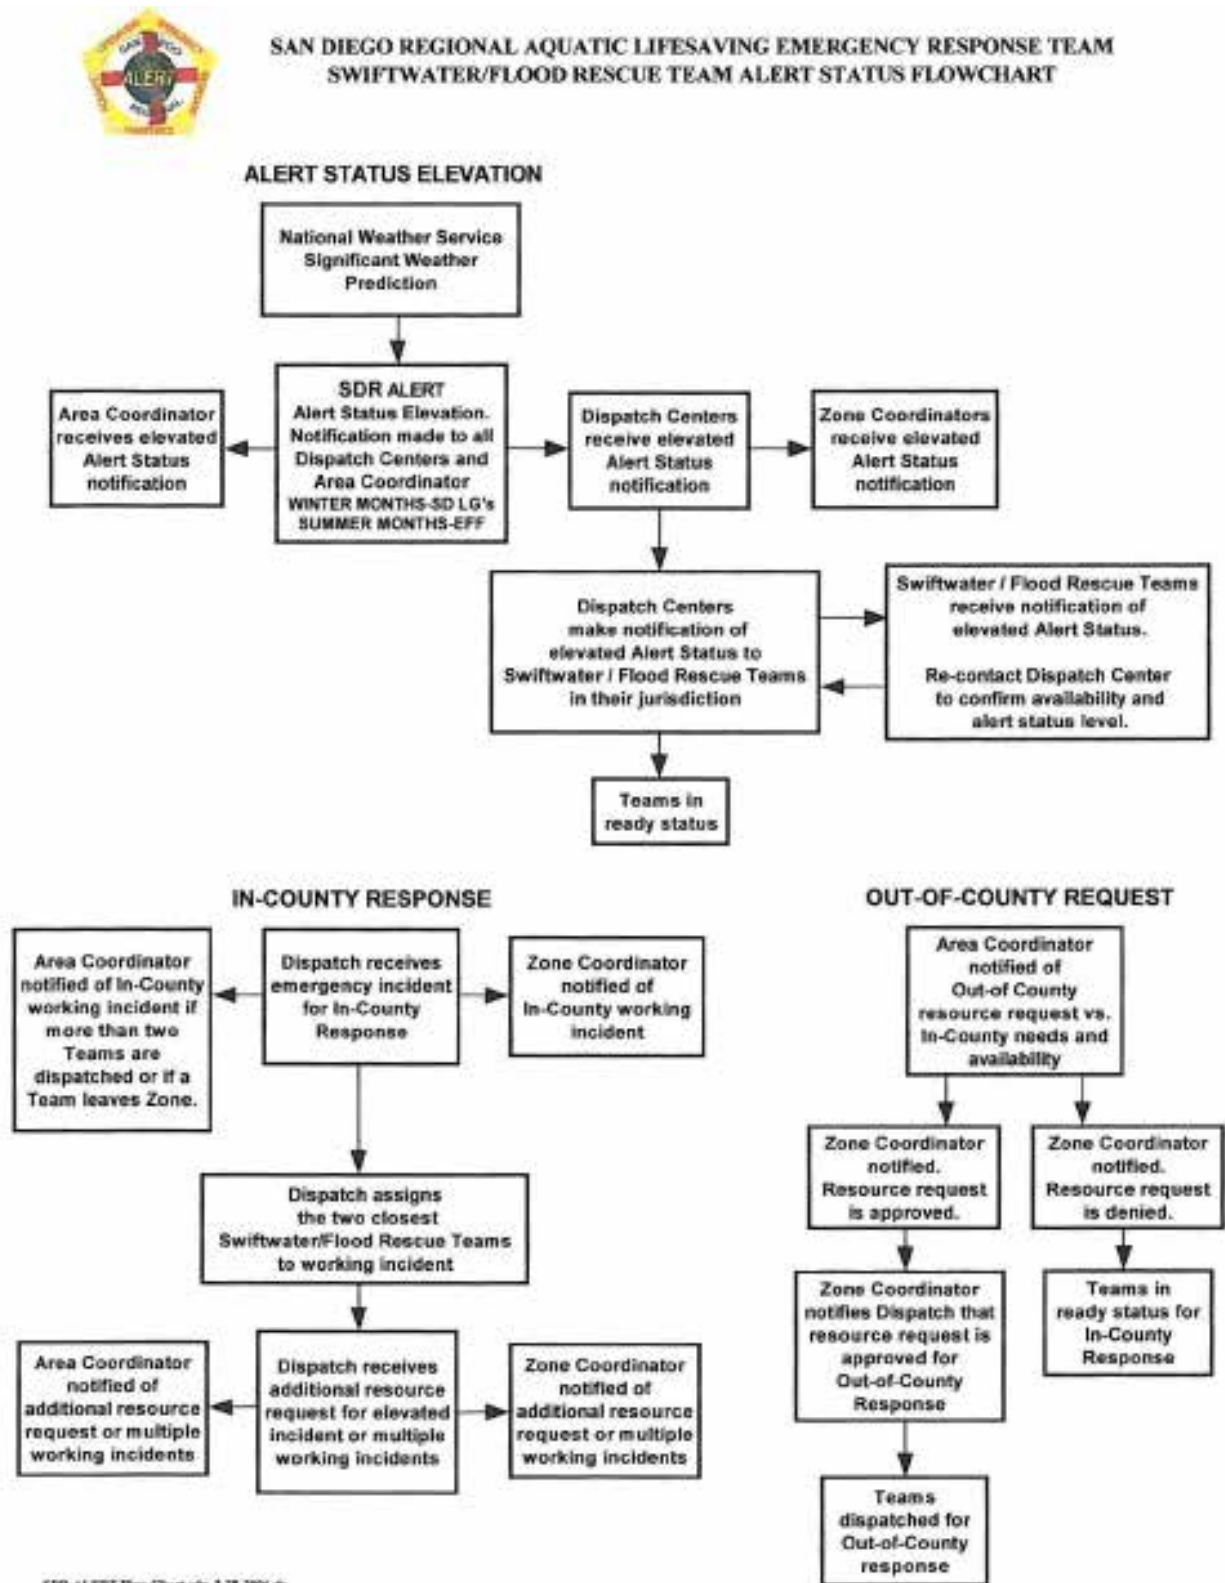 SAN DIEGO REGIONAL AQUATIC LIFESAVING EMERGENCY RESPONSE TEAM
SWIFTWATER/FLOOD RESCUE TEAM ALERT STATUS FLOWCHART
SAN DIEGO
ALERT
REGIONAL
ALERT STATUS ELEVATION
National Weather Service
Significant Weather
Prediction
Area Coordinator
receives elevated
Alert Status
notification
SDR ALERT
Alert Status Elevation.
Notification made to all
Dispatch Centers and
Area Coordinator
WINTER MONTHS-SD LG's
SUMMER MONTHS-EFF
Dispatch Centers
receive elevated
Alert Status
notification
Zone Coordinators
receive elevated
Alert Status
notification
Dispatch Centers
make notification of
elevated Alert Status to
Swiftwater / Flood Rescue Teams
in their jurisdiction
Swiftwater / Flood Rescue Teams
receive notification of
elevated Alert Status.
Re-contact Dispatch Center
to confirm availability and
alert status level.
Teams in
ready status
IN-COUNTY RESPONSE
Area Coordinator
notified of In-County
working incident if
more than two
Teams are
dispatched or if a
Team leaves Zone.
Dispatch receives
emergency incident
for In-County
Response
Zone Coordinator
notified of
In-County working
incident
Dispatch assigns
the two closest
Swiftwater/Flood Rescue Teams
to working incident
Area Coordinator
notified of
additional resource
request or multiple
working incidents
Dispatch receives
additional resource
request for elevated
incident or multiple
working incidents
Zone Coordinator
notified of
additional resource
request or multiple
working incidents
OUT-OF-COUNTY REQUEST
Area Coordinator
notified of
Out-of County
resource request vs.
In-County needs and
availability
Zone Coordinator
notified.
Resource request
is approved.
Zone Coordinator
notified.
Resource request
is denied.
Zone Coordinator
notifies Dispatch that
resource request is
approved for
Out-of-County
Response
Teams in
ready status for
In-County
Response
Teams
dispatched for
Out-of-County
response